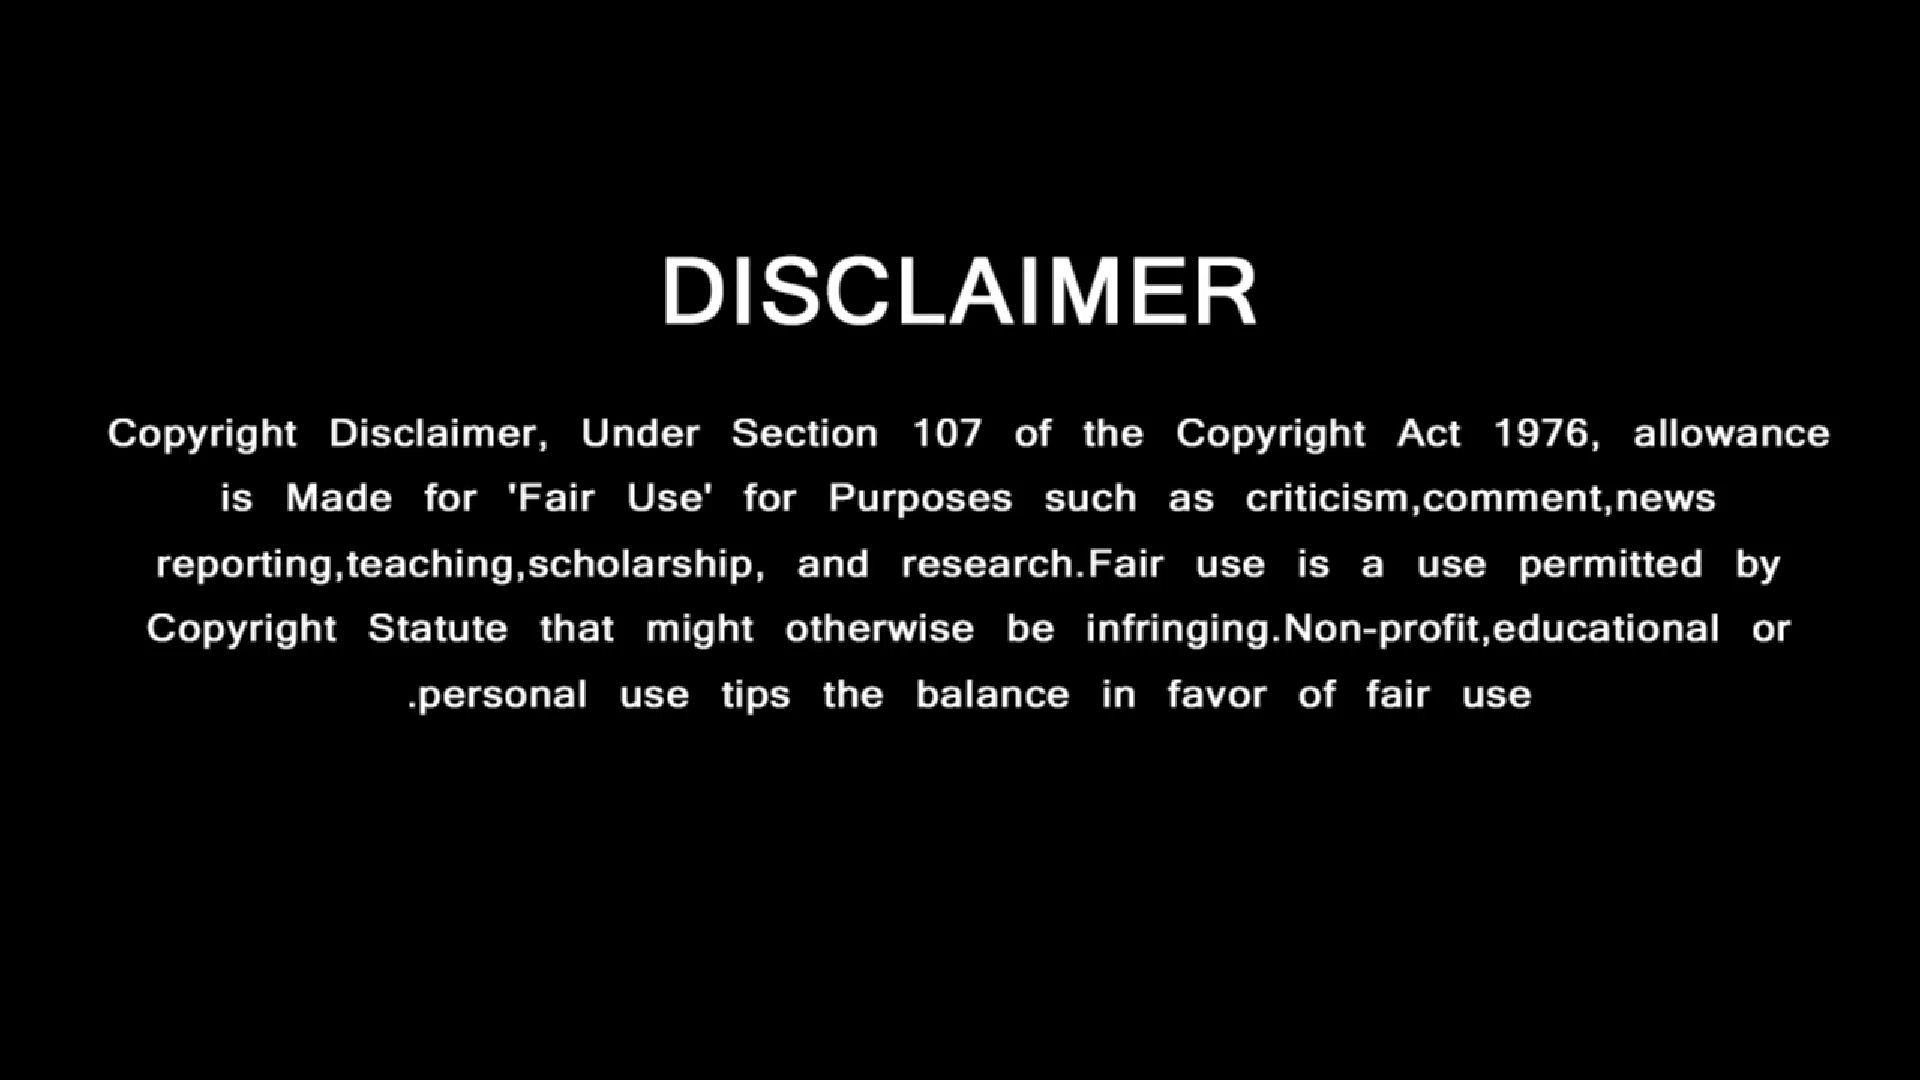 DISCLAIMER
Copyright Disclaimer, Under Section 107 of the Copyright Act 1976, allowance
is Made for 'Fair Use' for Purposes such as criticism,comment,news
reporting,teaching,scholarship, and research.Fair use is a use permitted by
Copyright Statute that might otherwise be infringing.Non-profit,educational or
.personal use tips the balance in favor of fair use